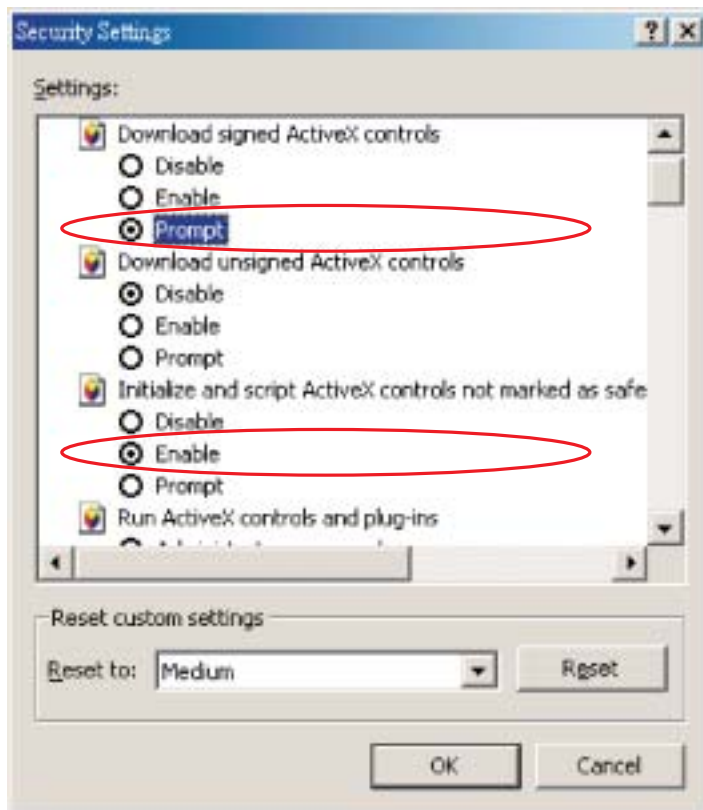 Security Settings
Settings:
Download signed ActiveX controls
Disable
Enable
Prompt
Download unsigned ActiveX controls
Disable
Enable
Prompt
Initialize and script ActiveX controls not marked as safe
Disable
Enable
Prompt
Run ActiveX controls and plug-ins
Reset custom settings
Reset to:
Medium
Reset
OK
Cancel